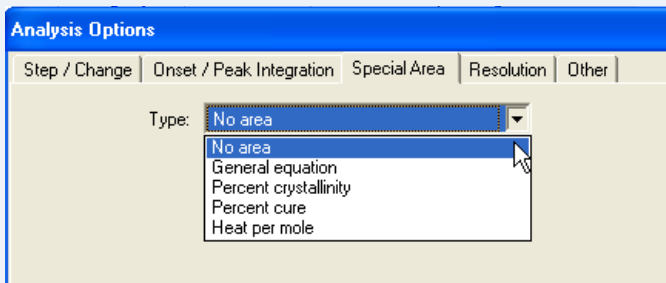 Analysis Options
Step / Change Onset / Peak Integration Special Area Resolution Other
Type: No area
No area
General equation
Percent crystallinity
Percent cure
Heat per mole